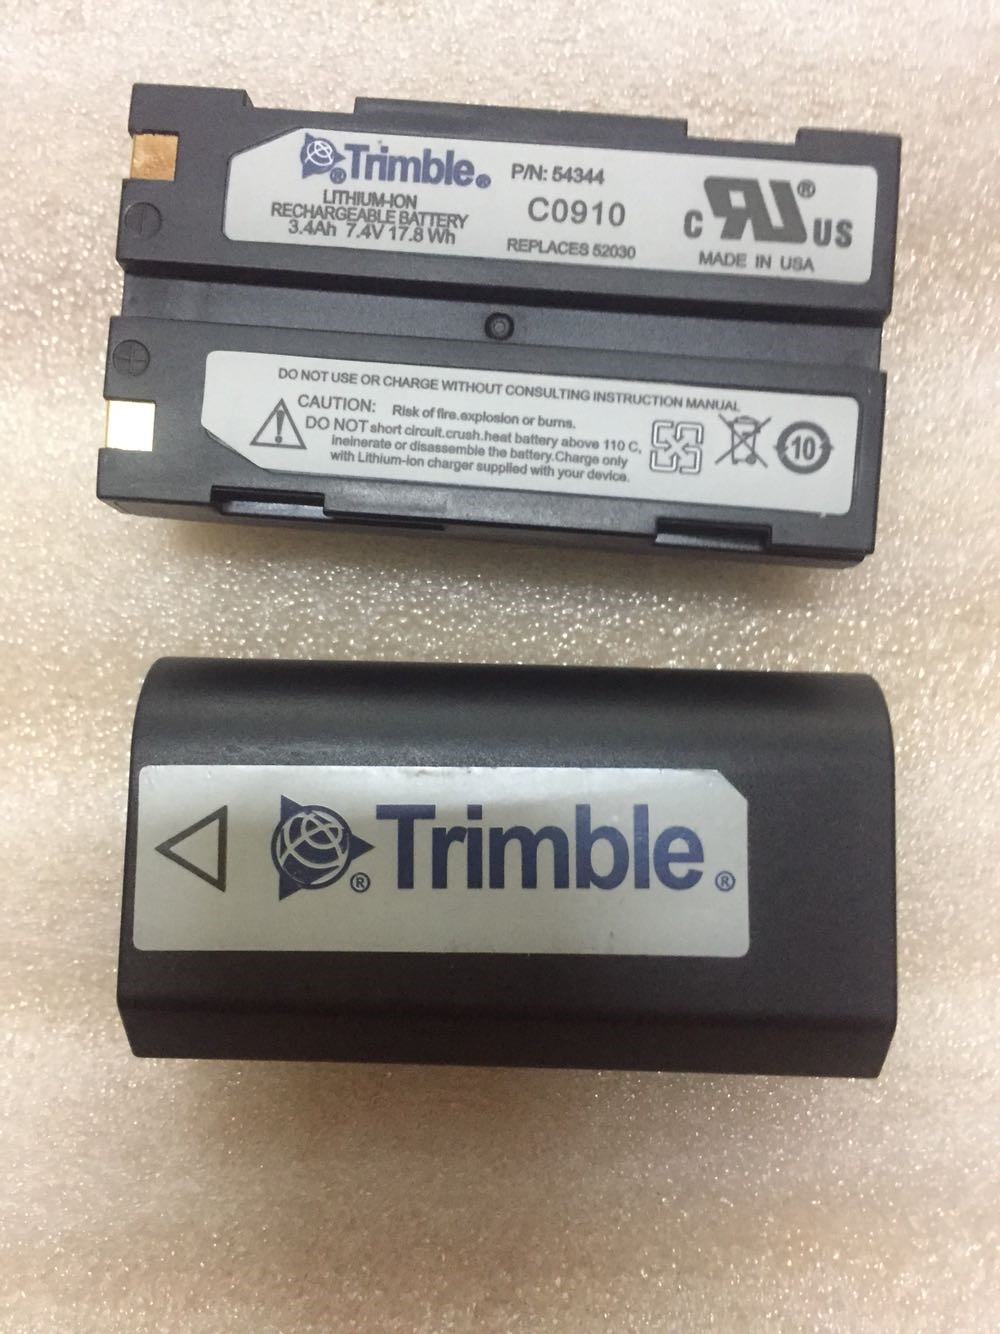 Trimble®
LITHIUM-ION
RECHARGEABLE BATTERY
3.4Ah 7.4V 17.8 Wh
P/N: 54344
C0910
REPLACES 52030
C RU® US
MADE IN USA
DO NOT USE OR CHARGE WITHOUT CONSULTING INSTRUCTION MANUAL
CAUTION: Risk of fire.explosion or burns.
DO NOT short circuit.crush.heat battery above 110 C,
ineinerate or disassemble the battery.Charge only
with Lithium-ion charger supplied with your device.
10
Trimble®